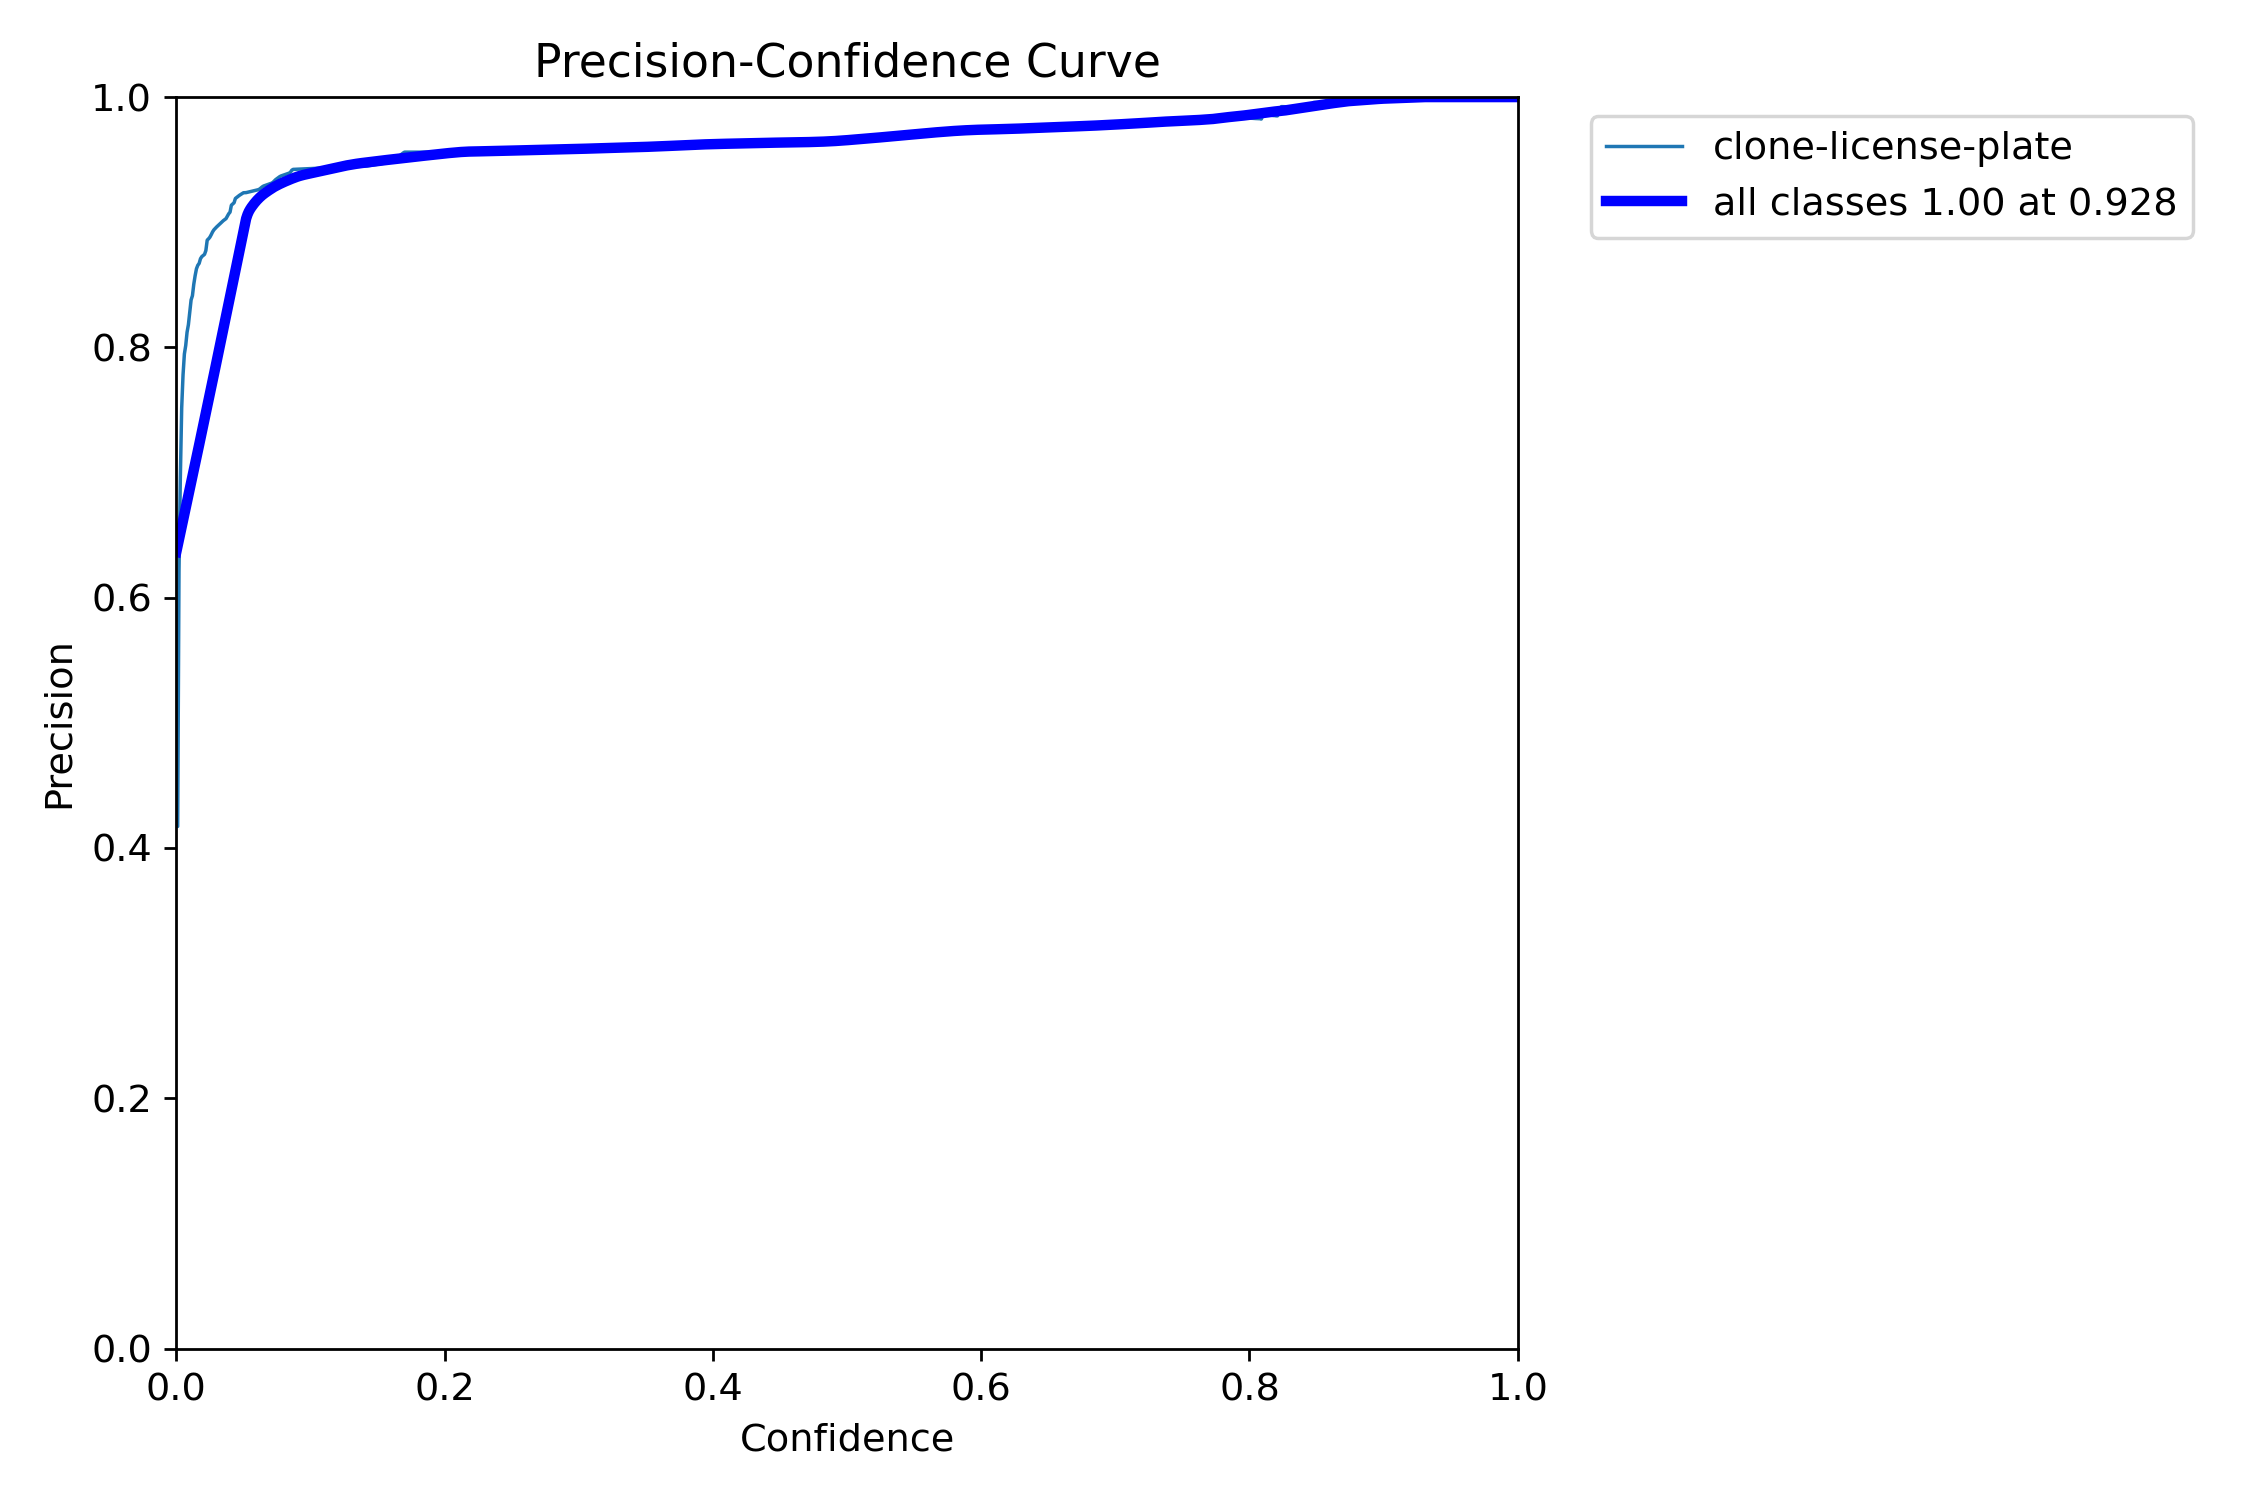 Precision-Confidence Curve
1.0
0.8
0.6
0.4
0.2
0.0
Precision
0.0 0.2 0.4 0.6 0.8 1.0
Confidence
clone-license-plate
all classes 1.00 at 0.928